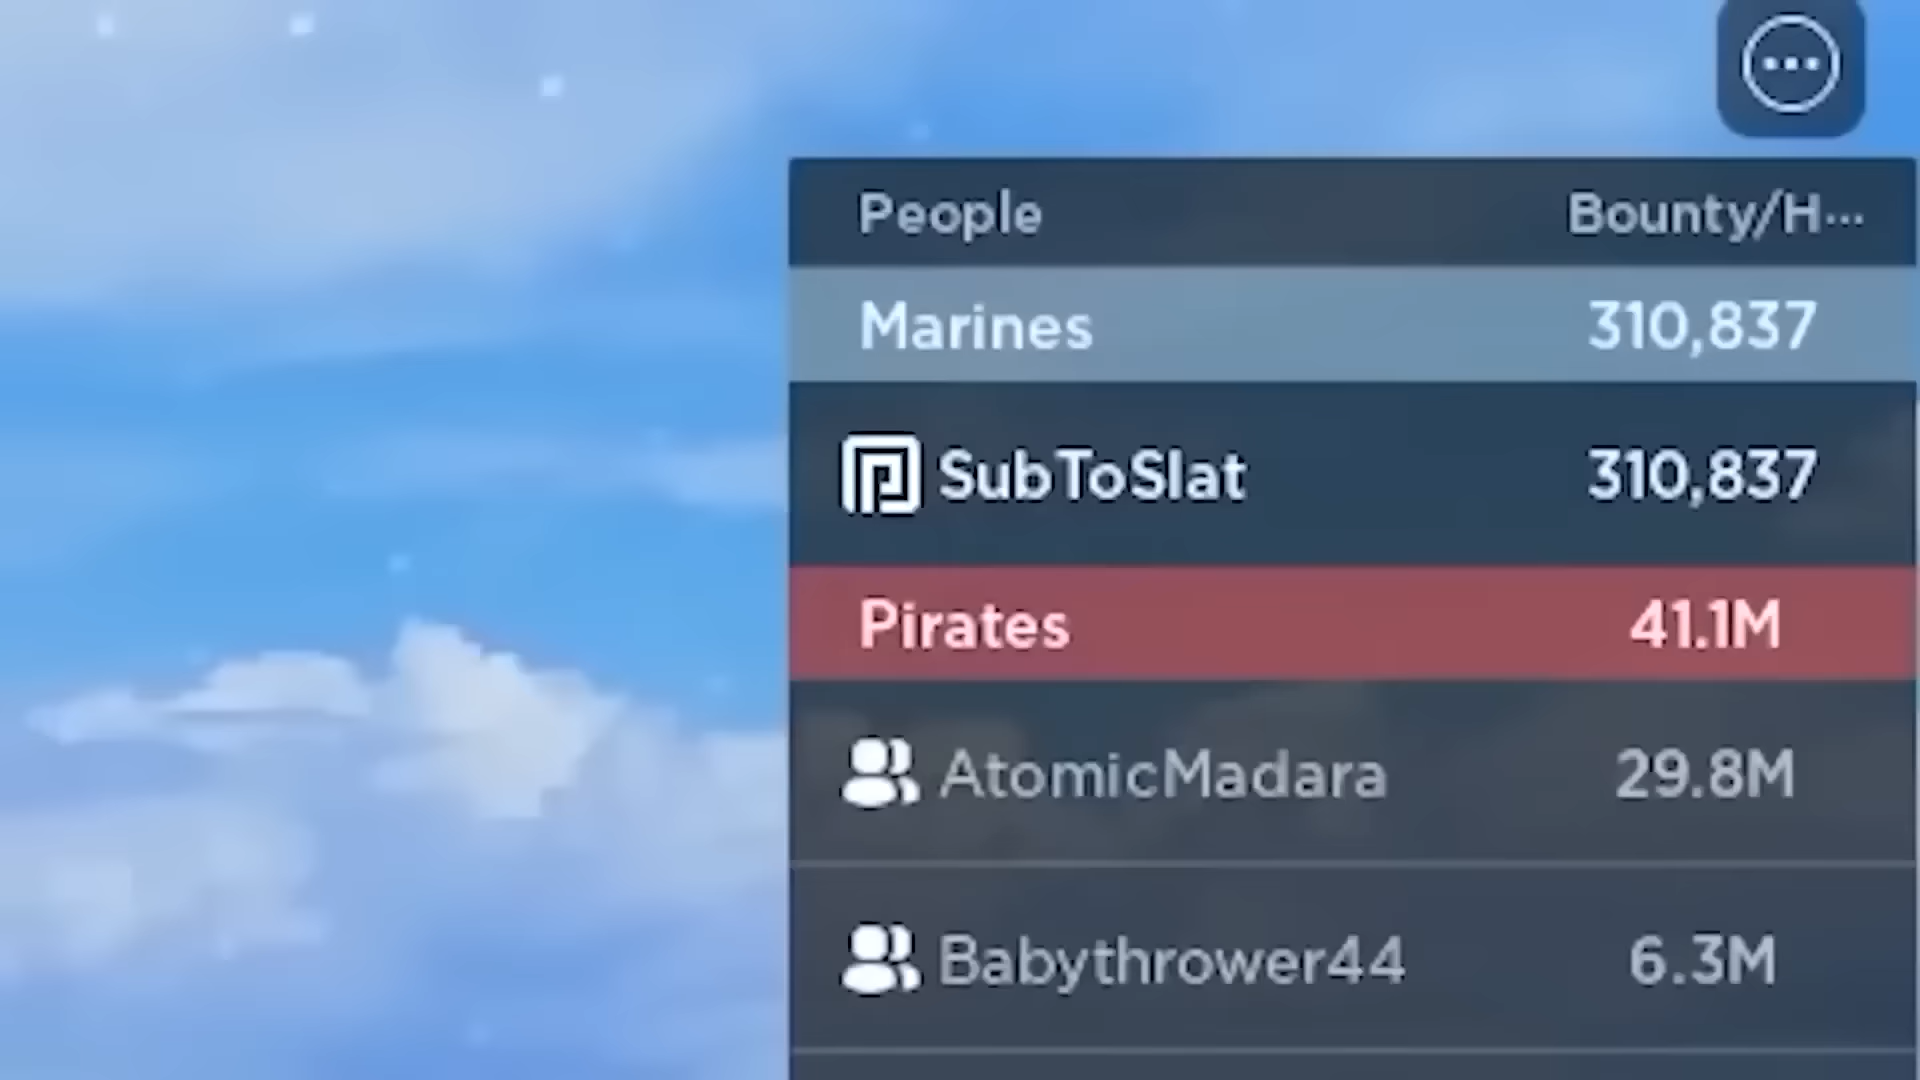 People Bounty/H...
Marines 310,837
SubToSlat 310,837
Pirates 41.1M
AtomicMadara 29.8M
Babythrower44 6.3M